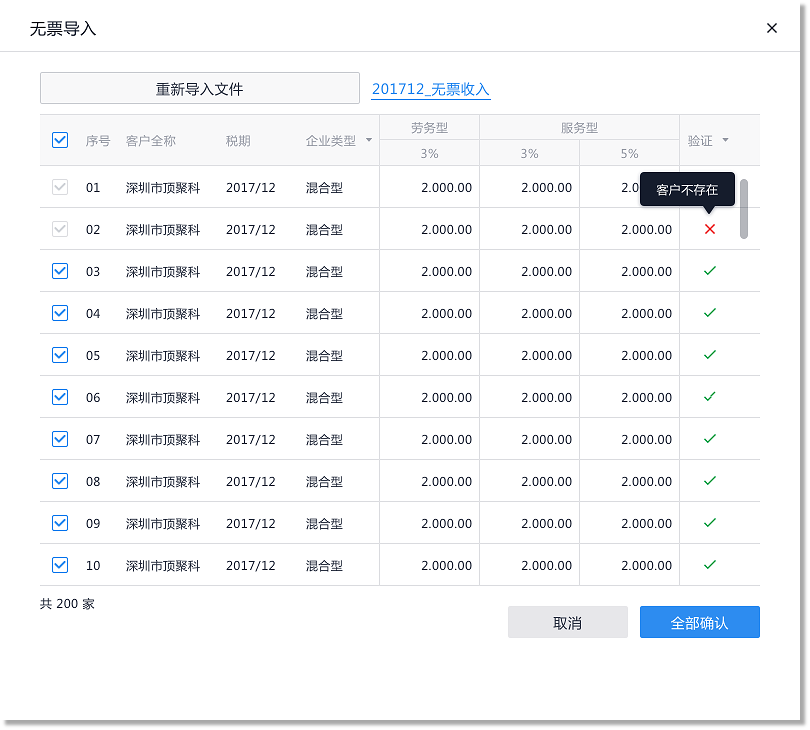 无票导入
重新导入文件 201712_无票收入
序号 客户全称 税期 企业类型 劳务型 服务型 验证
3% 3% 5%
01 深圳市顶聚科 2017/12 混合型 2.000.00 2.000.00 2.0
客户不存在
02 深圳市顶聚科 2017/12 混合型 2.000.00 2.000.00 2.000.00
03 深圳市顶聚科 2017/12 混合型 2.000.00 2.000.00 2.000.00
04 深圳市顶聚科 2017/12 混合型 2.000.00 2.000.00 2.000.00
05 深圳市顶聚科 2017/12 混合型 2.000.00 2.000.00 2.000.00
06 深圳市顶聚科 2017/12 混合型 2.000.00 2.000.00 2.000.00
07 深圳市顶聚科 2017/12 混合型 2.000.00 2.000.00 2.000.00
08 深圳市顶聚科 2017/12 混合型 2.000.00 2.000.00 2.000.00
09 深圳市顶聚科 2017/12 混合型 2.000.00 2.000.00 2.000.00
10 深圳市顶聚科 2017/12 混合型 2.000.00 2.000.00 2.000.00
共 200 家
取消 全部确认